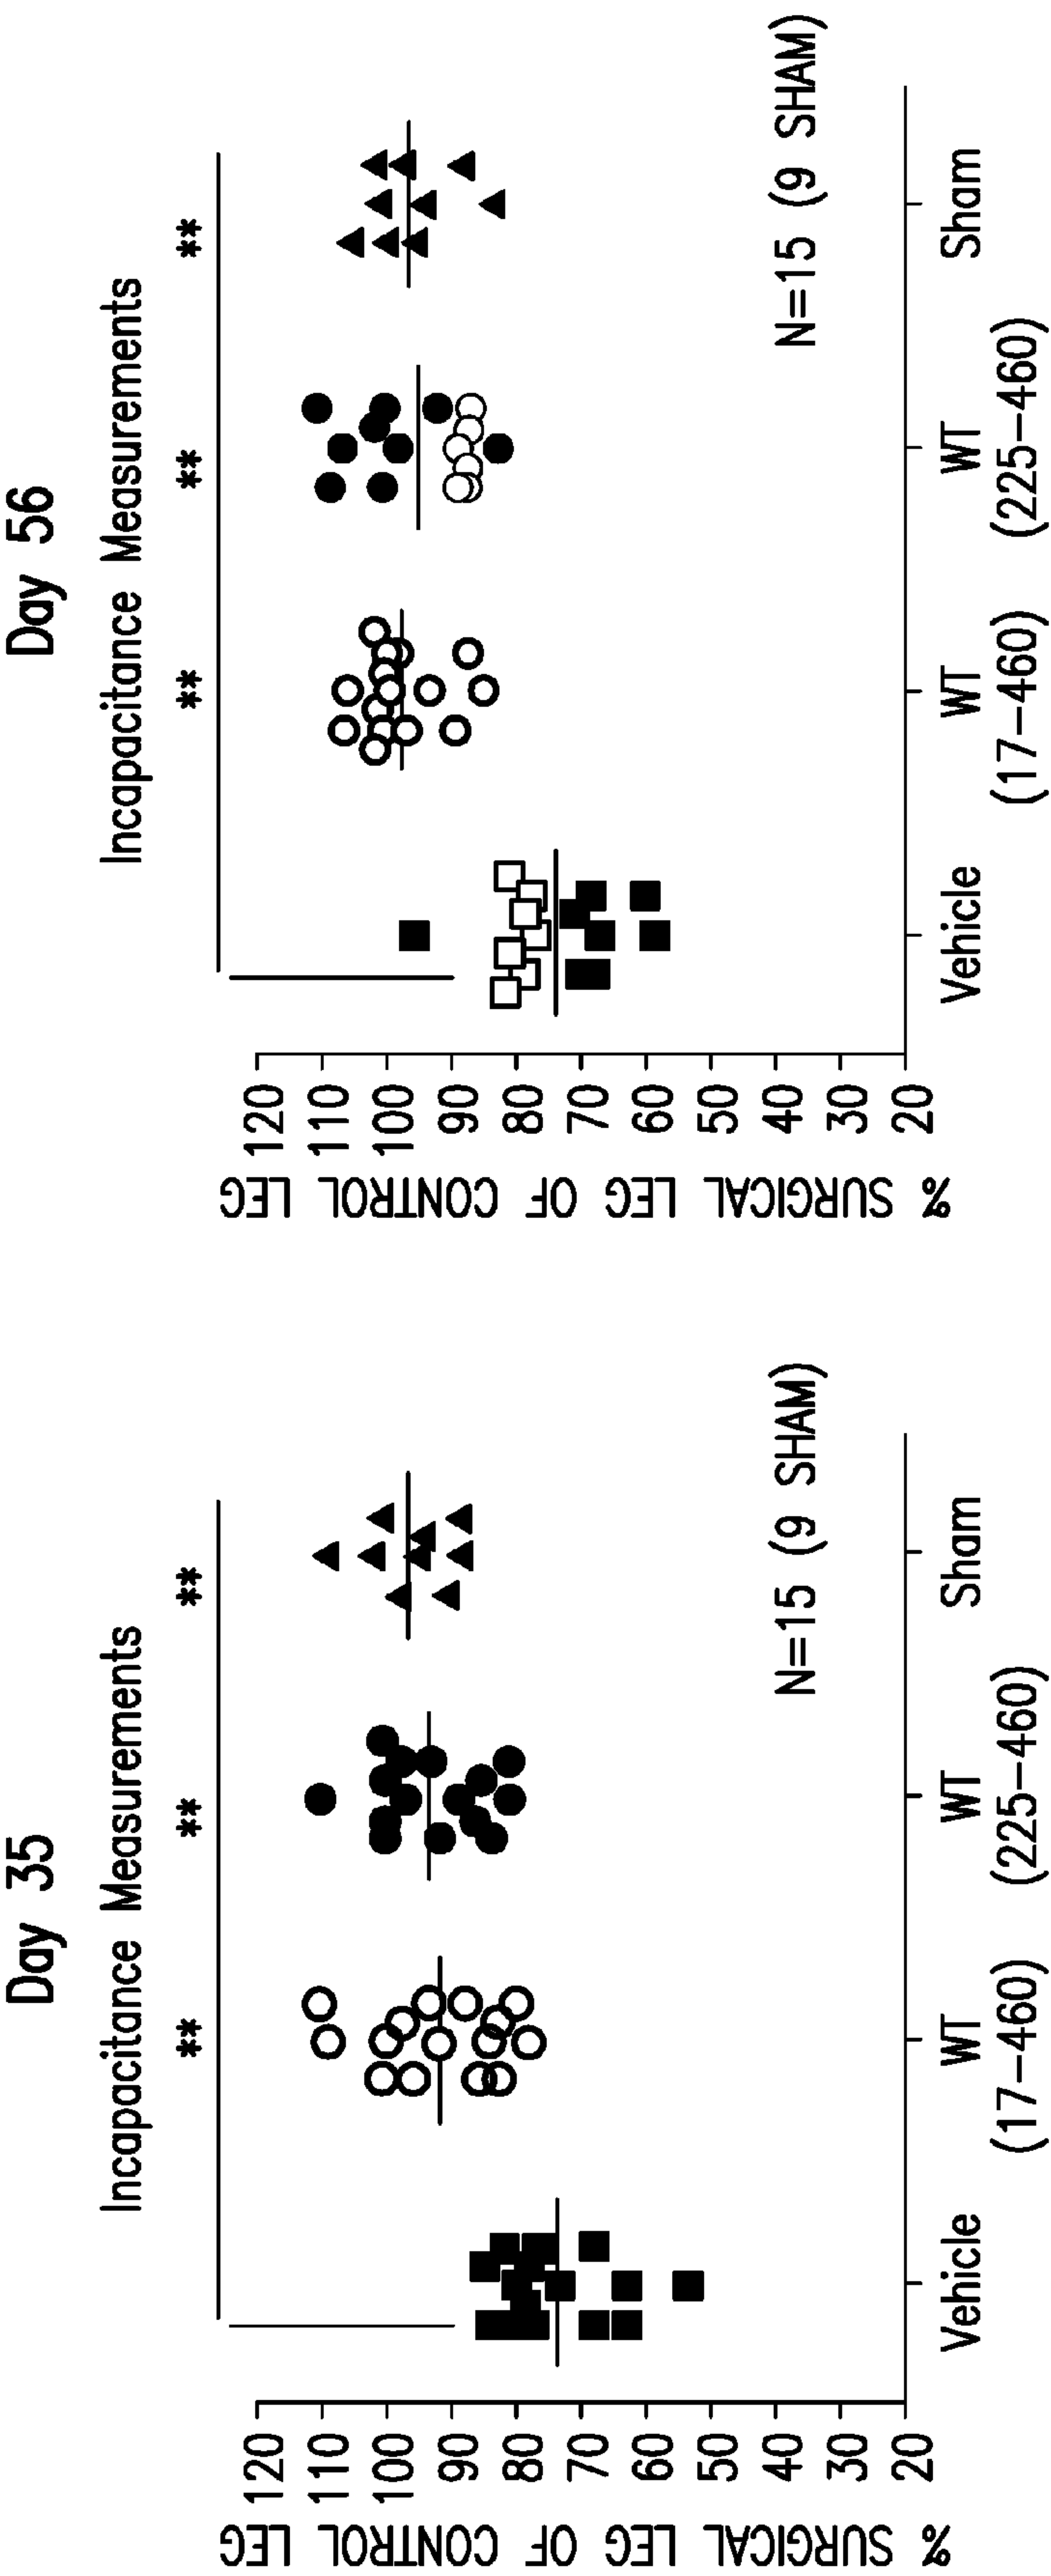 Day 35
Incapacitance Measurements
**
**
**
% SURGICAL LEG OF CONTROL LEG
120
110
100
90
80
70
60
50
40
30
20
N=15 (9 SHAM)
Vehicle
WT
(17-460)
WT
(225-460)
Sham
Day 56
Incapacitance Measurements
**
**
**
% SURGICAL LEG OF CONTROL LEG
120
110
100
90
80
70
60
50
40
30
20
N=15 (9 SHAM)
Vehicle
WT
(17-460)
WT
(225-460)
Sham